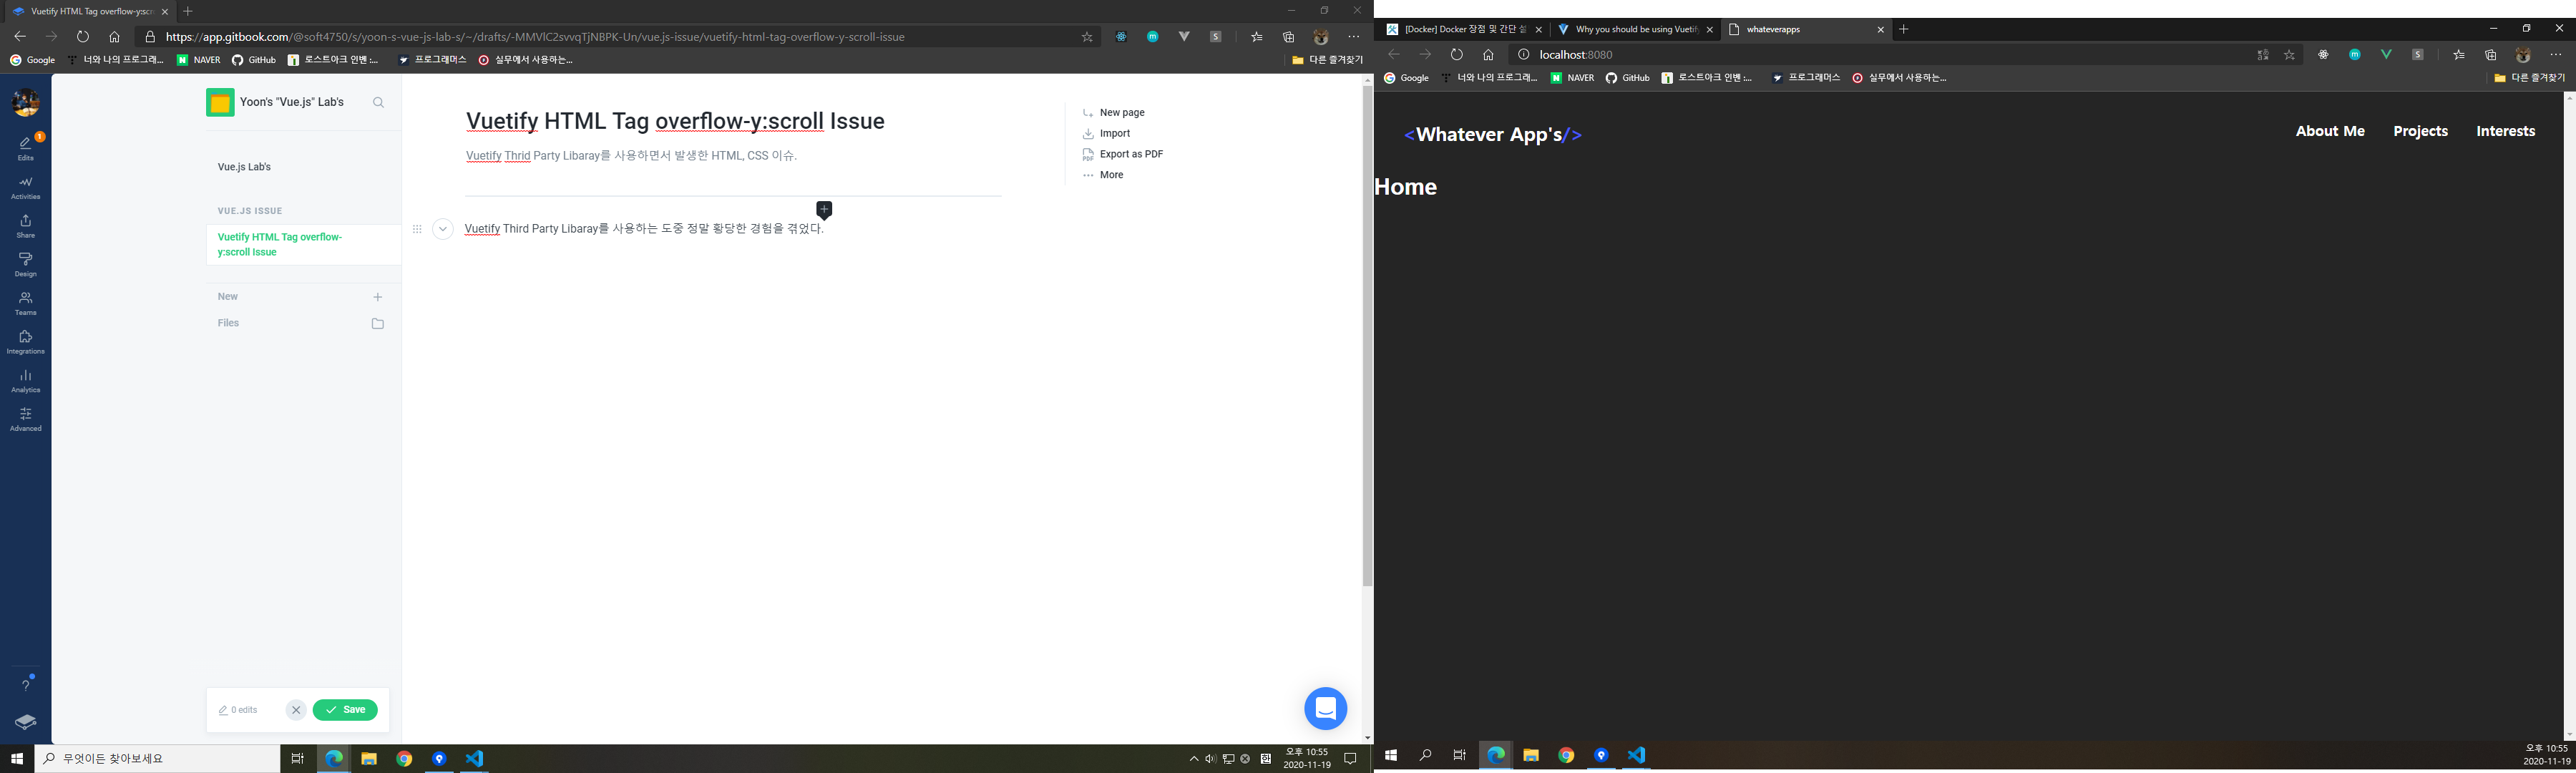 Vuetify HTML Tag overflow-y:scr
https://app.gitbook.com/@soft4750/s/yoon-s-vue-js-lab-s/~/drafts/-MMVlC2svvqTjNBPK-Un/vue.js-issue/vuetify-html-tag-overflow-y-scroll-issue
Google 너와 나의 프로그래... NAVER GitHub 로스트아크 인벤 :... 프로그래머스 실무에서 사용하는... 다른 즐겨찾기
1
Edits
Activities
Share
Design
Teams
Integrations
Analytics
Advanced
?
Yoon's "Vue.js" Lab's
Vue.js Lab's
VUE.JS ISSUE
Vuetify HTML Tag overflow-
y:scroll Issue
New
Files
0 edits
Save
Vuetify HTML Tag overflow-y:scroll Issue
Vuetify Thrid Party Libaray를 사용하면서 발생한 HTML, CSS 이슈.
Vuetify Third Party Libaray를 사용하는 도중 정말 황당한 경험을 겪었다.
New page
Import
PDF Export as PDF
More
무엇이든 찾아보세요
한
오후 10:55
2020-11-19
[Docker] Docker 장점 및 간단 설 Why you should be using Vuetify whateverapps
localhost:8080
Google 너와 나의 프로그래... NAVER GitHub 로스트아크 인벤 :... 프로그래머스 실무에서 사용하는... 다른 즐겨찾기
<Whatever App's/>
About Me Projects Interests
Home
오후 10:55
2020-11-19